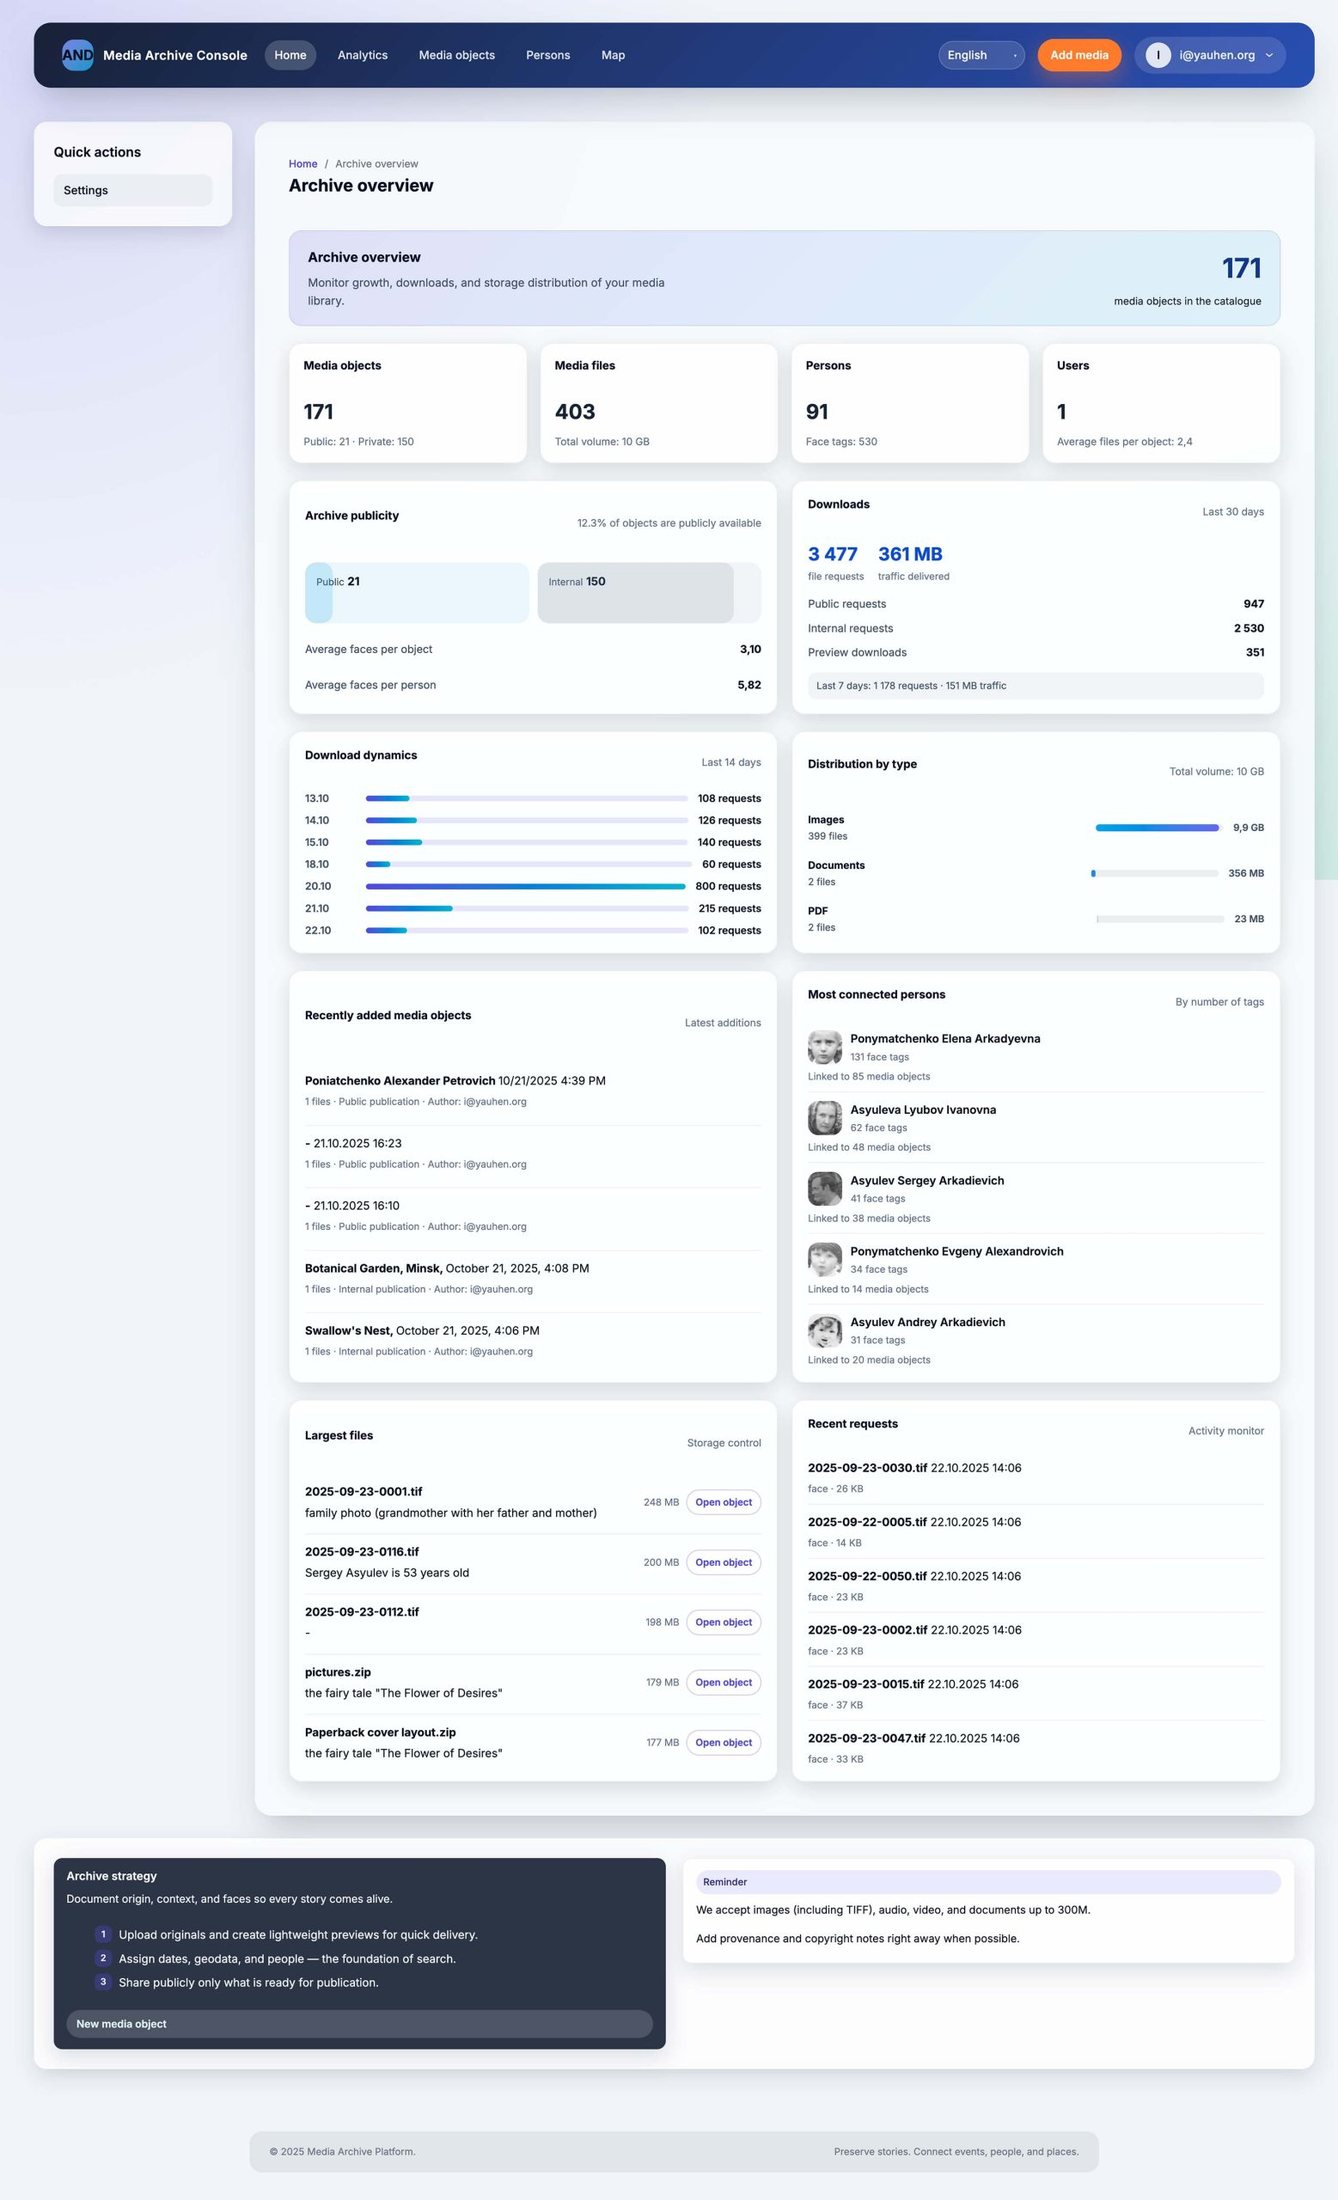 AND Media Archive Console Home Analytics Media objects Persons Map English Add media I i@yauhen.org
Quick actions
Settings
Home / Archive overview
Archive overview
Archive overview
Monitor growth, downloads, and storage distribution of your media
library.
171
media objects in the catalogue
Media objects
171
Public: 21 · Private: 150
Media files
403
Total volume: 10 GB
Persons
91
Face tags: 530
Users
1
Average files per object: 2,4
Archive publicity
12.3% of objects are publicly available
Public 21
Internal 150
Average faces per object 3,10
Average faces per person 5,82
Downloads
Last 30 days
3 477 361 MB
file requests traffic delivered
Public requests 947
Internal requests 2 530
Preview downloads 351
Last 7 days: 1 178 requests · 151 MB traffic
Download dynamics
Last 14 days
13.10 108 requests
14.10 126 requests
15.10 140 requests
18.10 60 requests
20.10 800 requests
21.10 215 requests
22.10 102 requests
Distribution by type
Total volume: 10 GB
Images
399 files
9,9 GB
Documents
2 files
356 MB
PDF
2 files
23 MB
Recently added media objects
Latest additions
Poniatchenko Alexander Petrovich 10/21/2025 4:39 PM
1 files · Public publication · Author: i@yauhen.org
- 21.10.2025 16:23
1 files · Public publication · Author: i@yauhen.org
- 21.10.2025 16:10
1 files · Public publication · Author: i@yauhen.org
Botanical Garden, Minsk, October 21, 2025, 4:08 PM
1 files · Internal publication · Author: i@yauhen.org
Swallow's Nest, October 21, 2025, 4:06 PM
1 files · Internal publication · Author: i@yauhen.org
Most connected persons
By number of tags
Ponymatchenko Elena Arkadyevna
131 face tags
Linked to 85 media objects
Asyuleva Lyubov Ivanovna
62 face tags
Linked to 48 media objects
Asyulev Sergey Arkadievich
41 face tags
Linked to 38 media objects
Ponymatchenko Evgeny Alexandrovich
34 face tags
Linked to 14 media objects
Asyulev Andrey Arkadievich
31 face tags
Linked to 20 media objects
Largest files
Storage control
2025-09-23-0001.tif
family photo (grandmother with her father and mother)
248 MB Open object
2025-09-23-0116.tif
Sergey Asyulev is 53 years old
200 MB Open object
2025-09-23-0112.tif
-
198 MB Open object
pictures.zip
the fairy tale "The Flower of Desires"
179 MB Open object
Paperback cover layout.zip
the fairy tale "The Flower of Desires"
177 MB Open object
Recent requests
Activity monitor
2025-09-23-0030.tif 22.10.2025 14:06
face · 26 KB
2025-09-22-0005.tif 22.10.2025 14:06
face · 14 KB
2025-09-22-0050.tif 22.10.2025 14:06
face · 23 KB
2025-09-23-0002.tif 22.10.2025 14:06
face · 23 KB
2025-09-23-0015.tif 22.10.2025 14:06
face · 37 KB
2025-09-23-0047.tif 22.10.2025 14:06
face · 33 KB
Archive strategy
Document origin, context, and faces so every story comes alive.
1 Upload originals and create lightweight previews for quick delivery.
2 Assign dates, geodata, and people — the foundation of search.
3 Share publicly only what is ready for publication.
New media object
Reminder
We accept images (including TIFF), audio, video, and documents up to 300M.
Add provenance and copyright notes right away when possible.
© 2025 Media Archive Platform.
Preserve stories. Connect events, people, and places.